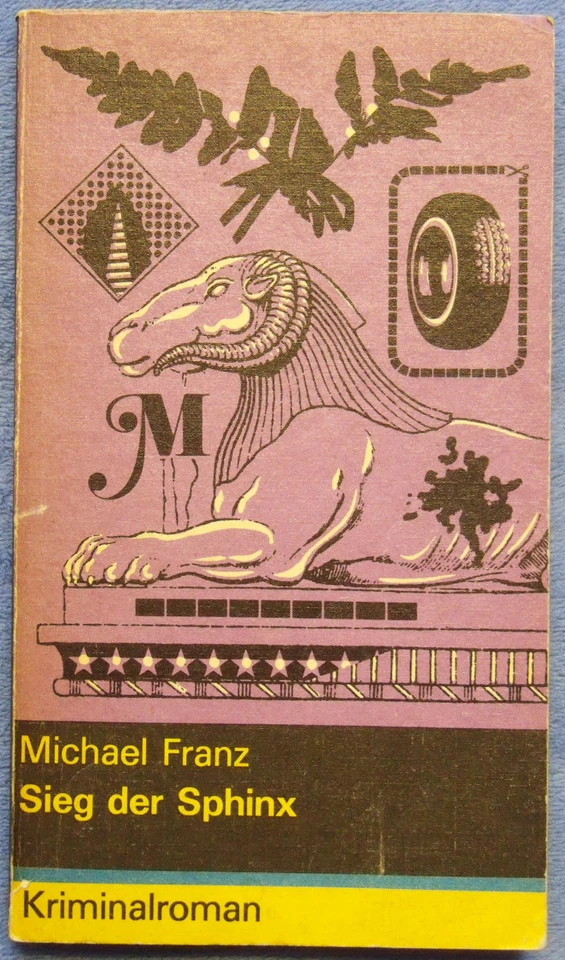 M
Michael Franz
Sieg der Sphinx
Kriminalroman